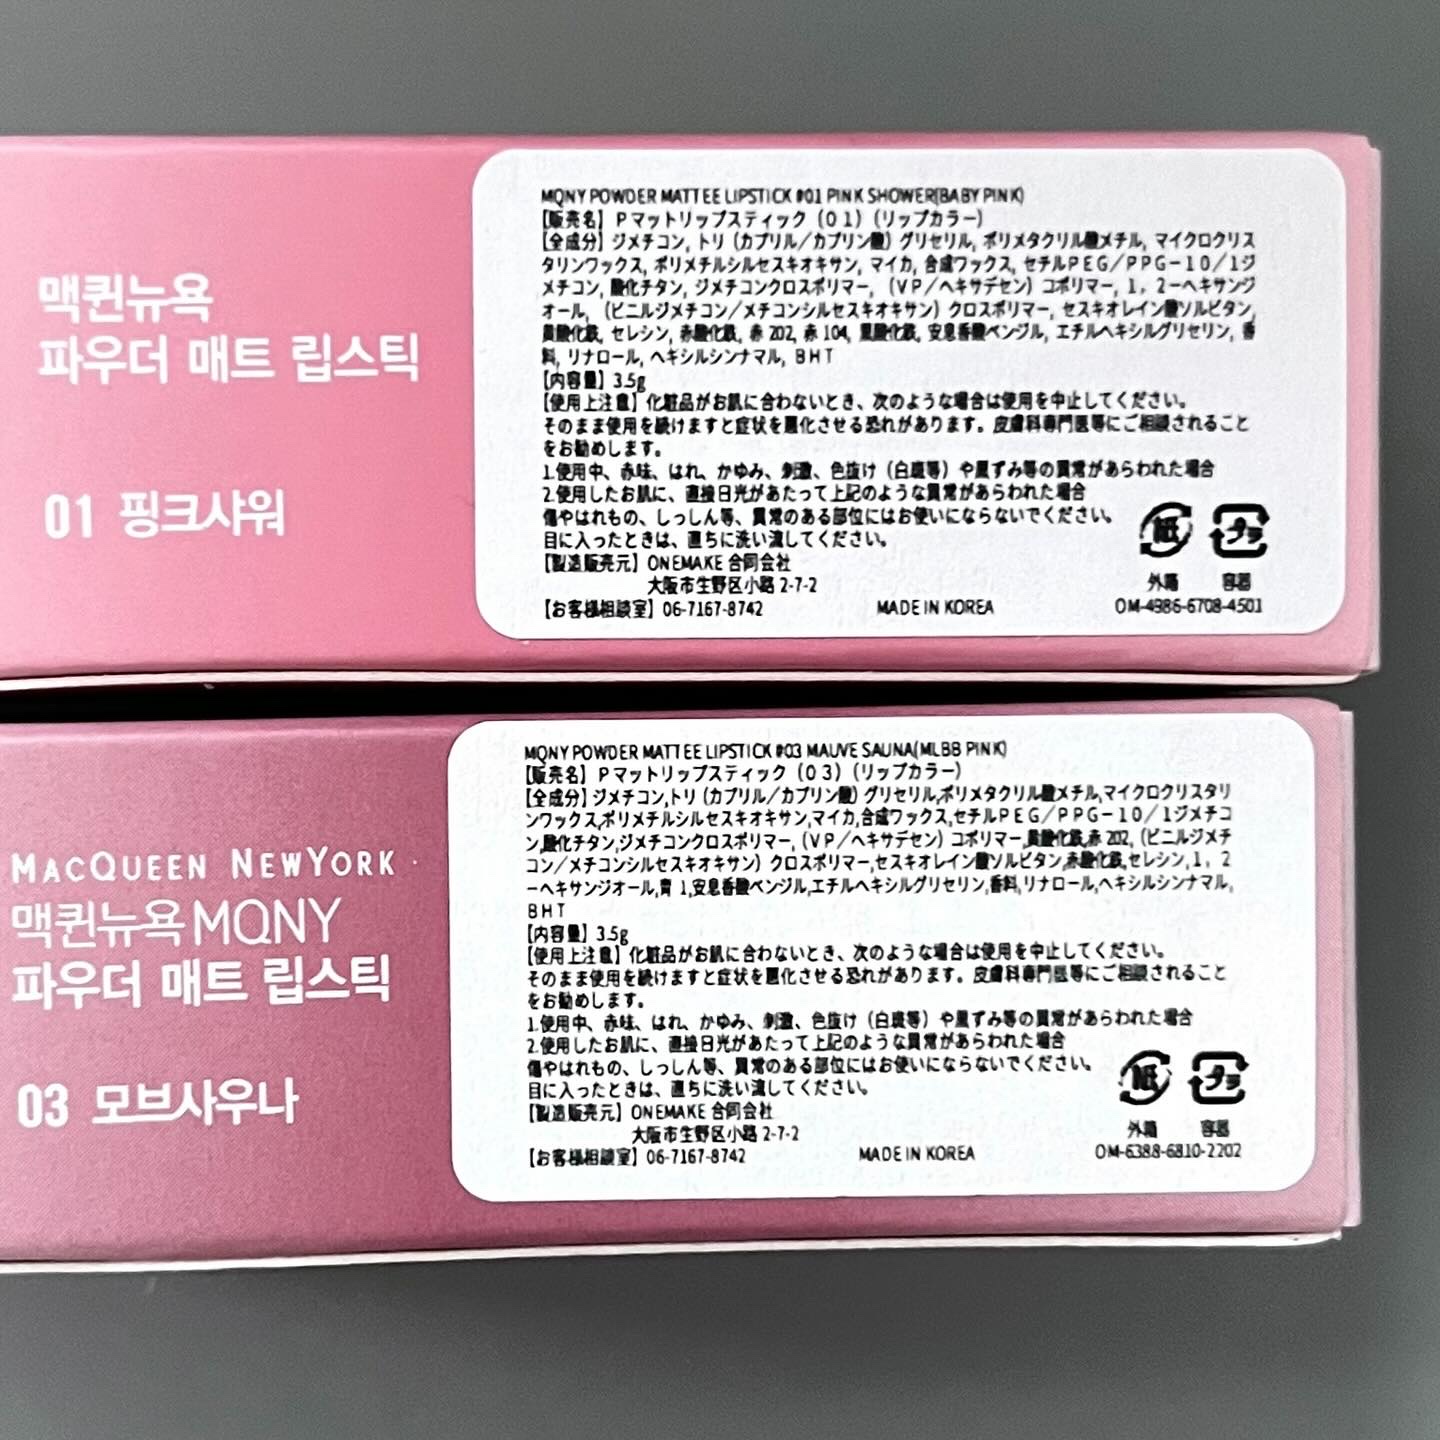 맥퀸뉴욕
파우더 매트 립스틱
01 핑크샤워
MQNY POWDER MATTEE LIPSTICK #01 PINK SHOWER(BABY PINK)
【販売名】Pマットリップスティック（01）（リップカラー）
【全成分】ジメチコン, トリ（カプリル／カプリン酸）グリセリル, ポリメタクリル酸メチル, マイクロクリス
タリンワックス, ポリメチルシルセスキオキサン, マイカ, 合成ワックス, セチルPEG／PPG－10／1ジ
メチコン, 酸化チタン, ジメチコンクロスポリマー, （VP／ヘキサデセン）コポリマー, 1，2－ヘキサンジ
オール, （ビニルジメチコン／メチコンシルセスキオキサン）クロスポリマー, セスキオレイン酸ソルビタン,
黄酸化鉄, セレシン, 赤酸化鉄, 赤 202, 赤 104, 黒酸化鉄, 安息香酸ベンジル, エチルヘキシルグリセリン, 香
料, リナロール, ヘキシルシンナマル, BHT
【内容量】3.5g
【使用上注意】化粧品がお肌に合わないとき、次のような場合は使用を中止してください。
そのまま使用を続けますと症状を悪化させる恐れがあります。皮膚科専門医等にご相談されること
をお勧めします。
1.使用中、赤味、はれ、かゆみ、刺激、色抜け（白斑等）や黒ずみ等の異常があらわれた場合
2.使用したお肌に、直接日光があたって上記のような異常があらわれた場合
傷やはれもの、しっしん等、異常のある部位にはお使いにならないでください。
目に入ったときは、直ちに洗い流してください。
【製造販売元】ONEMAKE 合同会社
大阪市生野区小路 2-7-2
【お客様相談室】06-7167-8742
MADE IN KOREA
紙 プラ
外箱 容器
OM-4986-6708-4501
MACQUEEN NEWYORK
맥퀸뉴욕MQNY
파우더 매트 립스틱
03 모브사우나
MQNY POWDER MATTEE LIPSTICK #03 MAUVE SAUNA(MLBB PINK)
【販売名】Pマットリップスティック（03）（リップカラー）
【全成分】ジメチコン,トリ（カプリル／カプリン酸）グリセリル,ポリメタクリル酸メチル,マイクロクリスタリ
ンワックス,ポリメチルシルセスキオキサン,マイカ,合成ワックス,セチルPEG／PPG－10／1ジメチコ
ン,酸化チタン,ジメチコンクロスポリマー,（VP／ヘキサデセン）コポリマー,黄酸化鉄,赤 202,（ビニルジメチ
コン／メチコンシルセスキオキサン）クロスポリマー,セスキオレイン酸ソルビタン,赤酸化鉄,セレシン,1，2
－ヘキサンジオール,青 1,安息香酸ベンジル,エチルヘキシルグリセリン,香料,リナロール,ヘキシルシンナマル,
BHT
【内容量】3.5g
【使用上注意】化粧品がお肌に合わないとき、次のような場合は使用を中止してください。
そのまま使用を続けますと症状を悪化させる恐れがあります。皮膚科専門医等にご相談されること
をお勧めします。
1.使用中、赤味、はれ、かゆみ、刺激、色抜け（白斑等）や黒ずみ等の異常があらわれた場合
2.使用したお肌に、直接日光があたって上記のような異常があらわれた場合
傷やはれもの、しっしん等、異常のある部位にはお使いにならないでください。
目に入ったときは、直ちに洗い流してください。
【製造販売元】ONEMAKE 合同会社
大阪市生野区小路 2-7-2
【お客様相談室】06-7167-8742
MADE IN KOREA
紙 プラ
外箱 容器
OM-6388-6810-2202